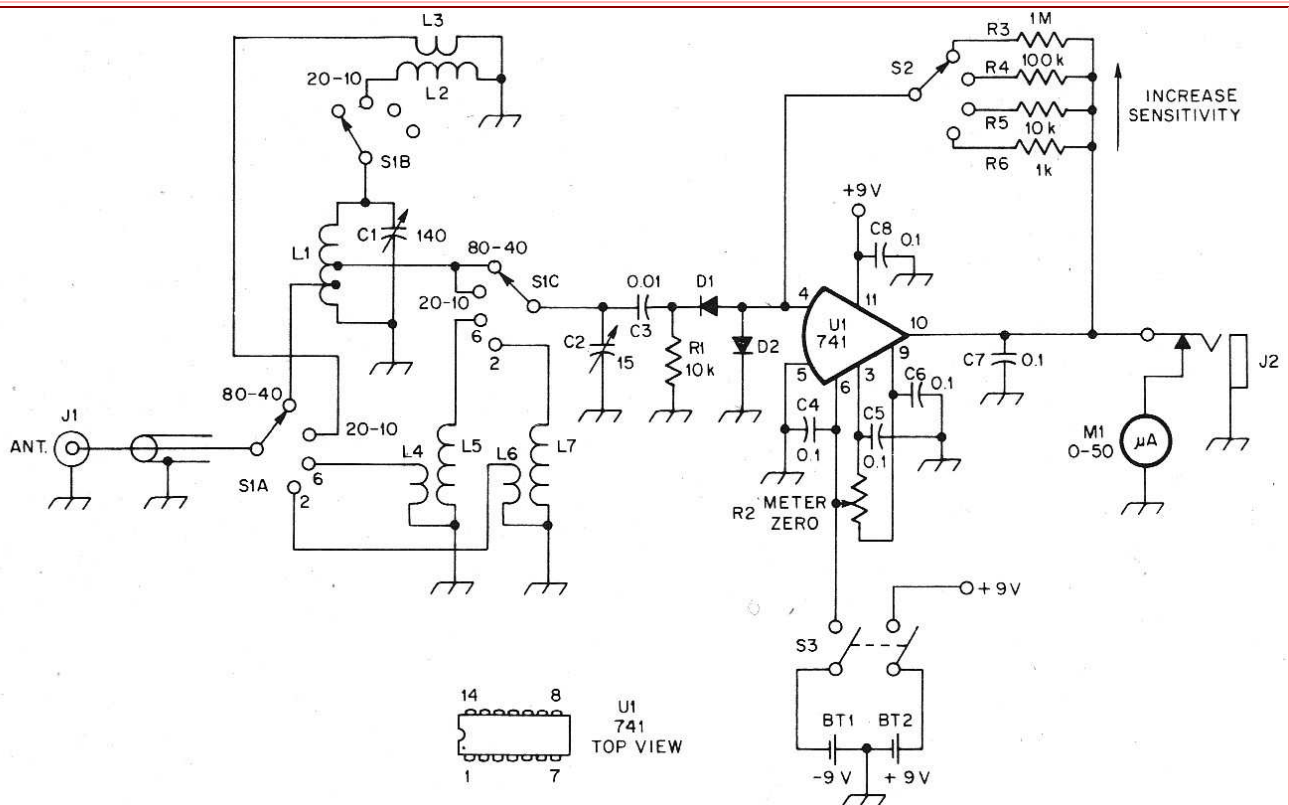 L3
20-10
L2
S1B
L1
C1
140
80-40
S1C
20-10
6
2
C2
15
0.01
C3
R1
10k
D1
D2
S2
R3
1M
R4
100k
R5
10k
R6
1k
INCREASE
SENSITIVITY
+9V
C8
0.1
4
11
U1
741
10
5
6
3
9
C4
0.1
C5
0.1
C6
0.1
C7
0.1
R2
METER
ZERO
M1
0-50
μA
J2
J1
ANT.
80-40
20-10
6
2
S1A
L4
L5
L6
L7
+9V
S3
BT1
BT2
-9V
+9V
14
8
1
7
U1
741
TOP VIEW